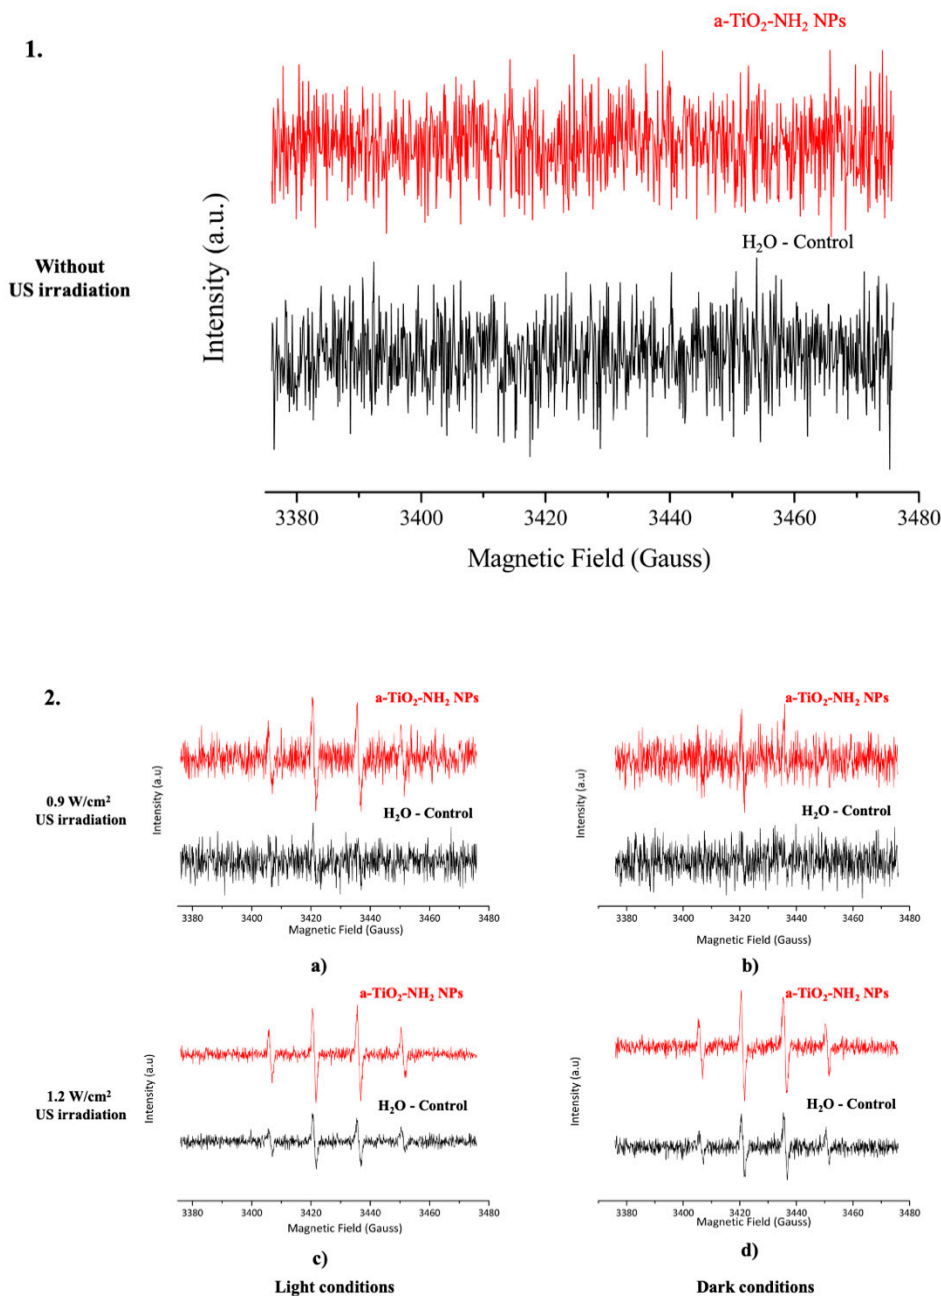 1.
a-TiO₂-NH₂ NPs
H₂O - Control
Without
US irradiation
Intensity (a.u.)
3380 3400 3420 3440 3460 3480
Magnetic Field (Gauss)
2.
a-TiO₂-NH₂ NPs
a-TiO₂-NH₂ NPs
0.9 W/cm²
US irradiation
Intensity (a.u)
H₂O - Control
Intensity (a.u)
H₂O - Control
3380 3400 3420 3440 3460 3480
Magnetic Field (Gauss)
3380 3400 3420 3440 3460 3480
Magnetic Field (Gauss)
a)
b)
a-TiO₂-NH₂ NPs
a-TiO₂-NH₂ NPs
1.2 W/cm²
US irradiation
Intensity (a.u)
H₂O - Control
Intensity (a.u)
H₂O - Control
3380 3400 3420 3440 3460 3480
Magnetic Field (Gauss)
3380 3400 3420 3440 3460 3480
Magnetic Field (Gauss)
c)
d)
Light conditions
Dark conditions